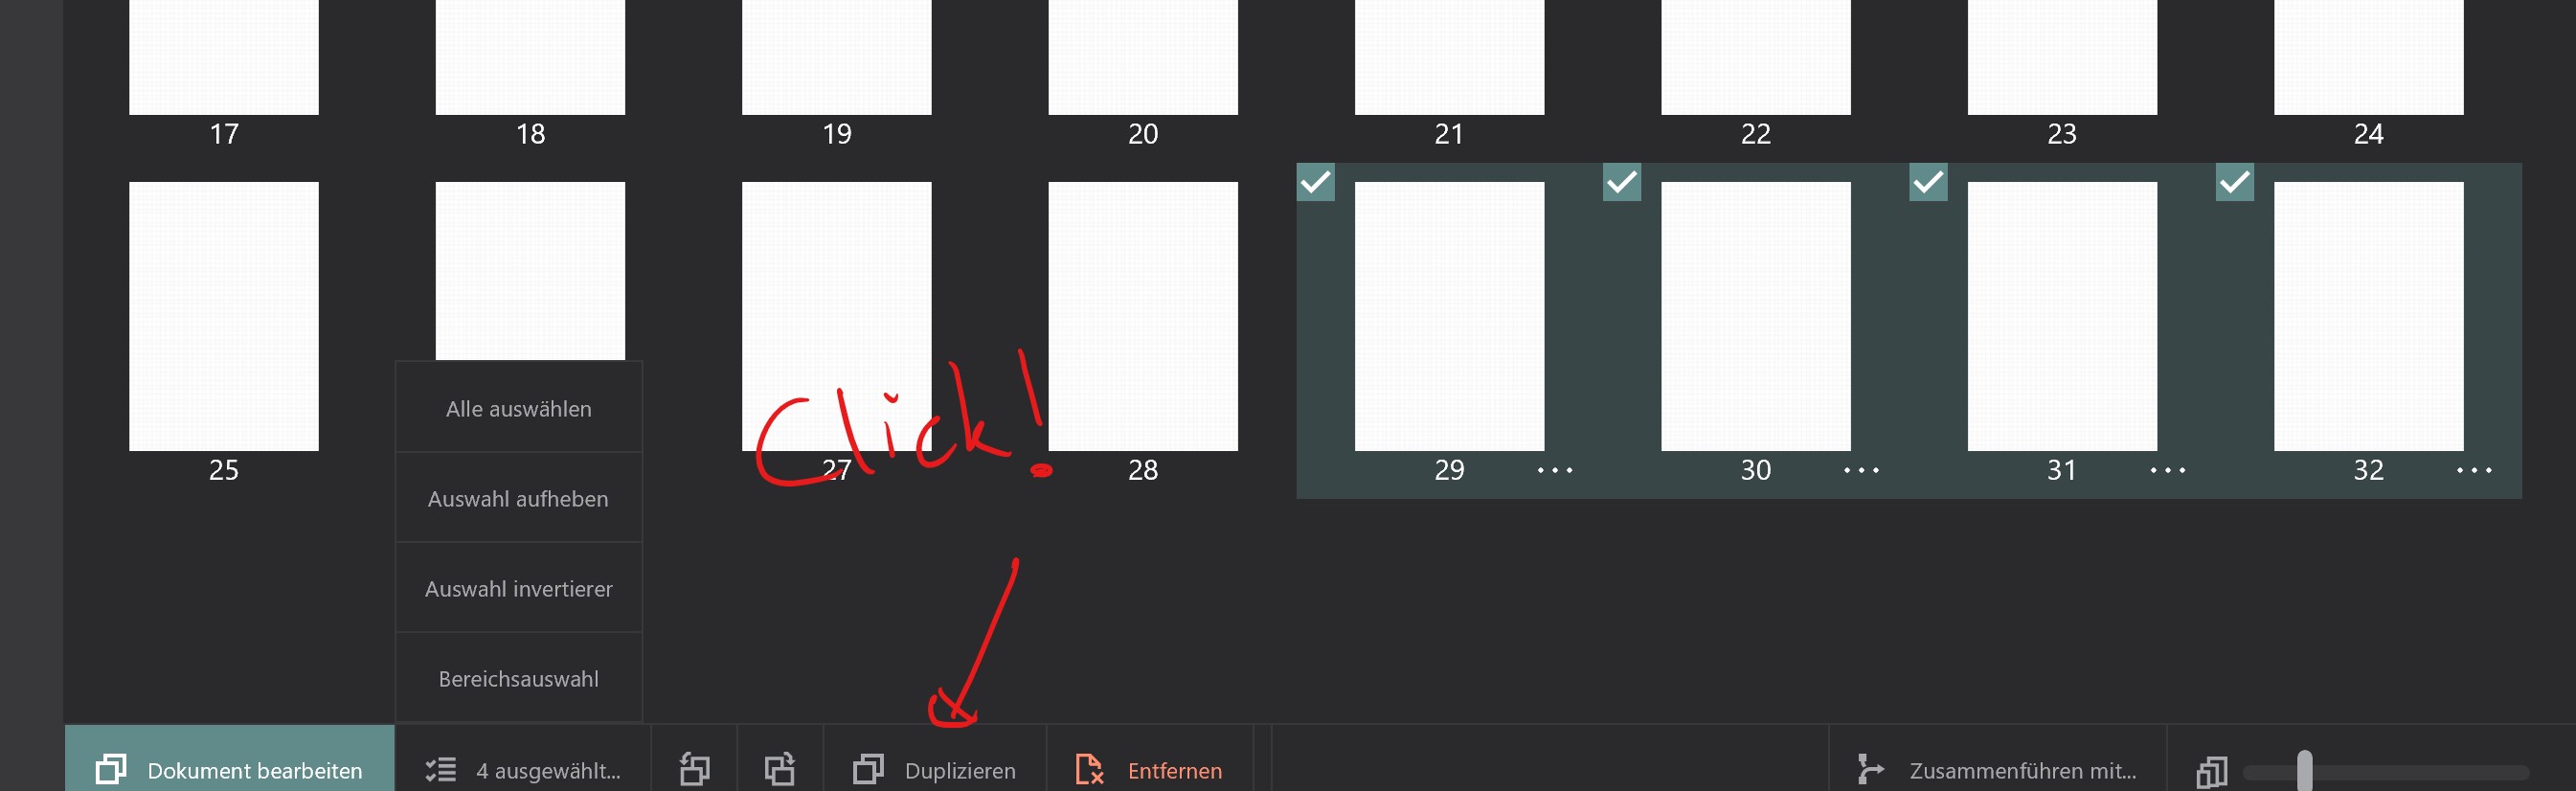 17 18 19 20 21 22 23 24
Click!
25 27 28 29 ... 30 ... 31 ... 32 ...
Alle auswählen
Auswahl aufheben
Auswahl invertierer
Bereichsauswahl
Dokument bearbeiten 4 ausgewählt... Duplizieren Entfernen Zusammenführen mit...